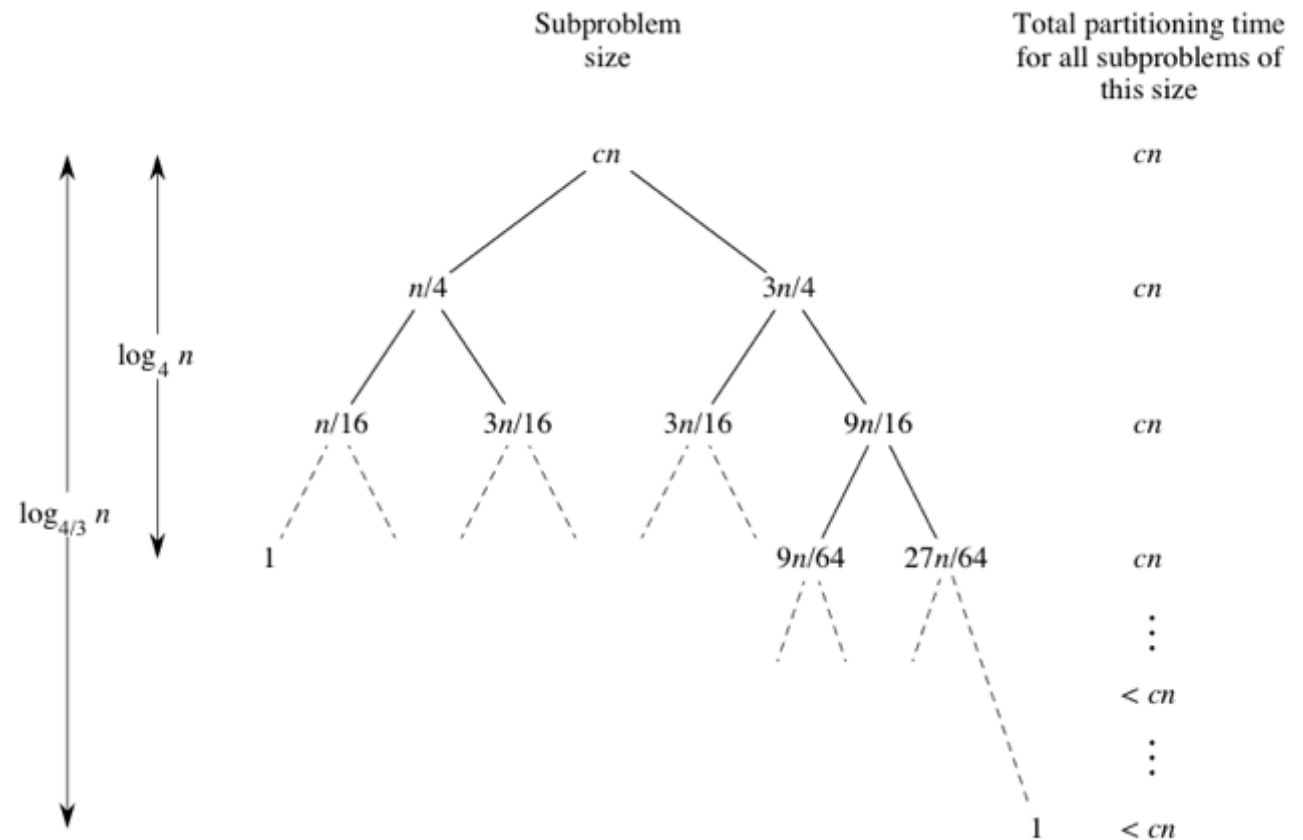 Subproblem
size
Total partitioning time
for all subproblems of
this size
cn cn
n/4 3n/4 cn
log₄ n
n/16 3n/16 3n/16 9n/16 cn
log₄/₃ n
1 9n/64 27n/64 cn
⋮
< cn
⋮
1 < cn